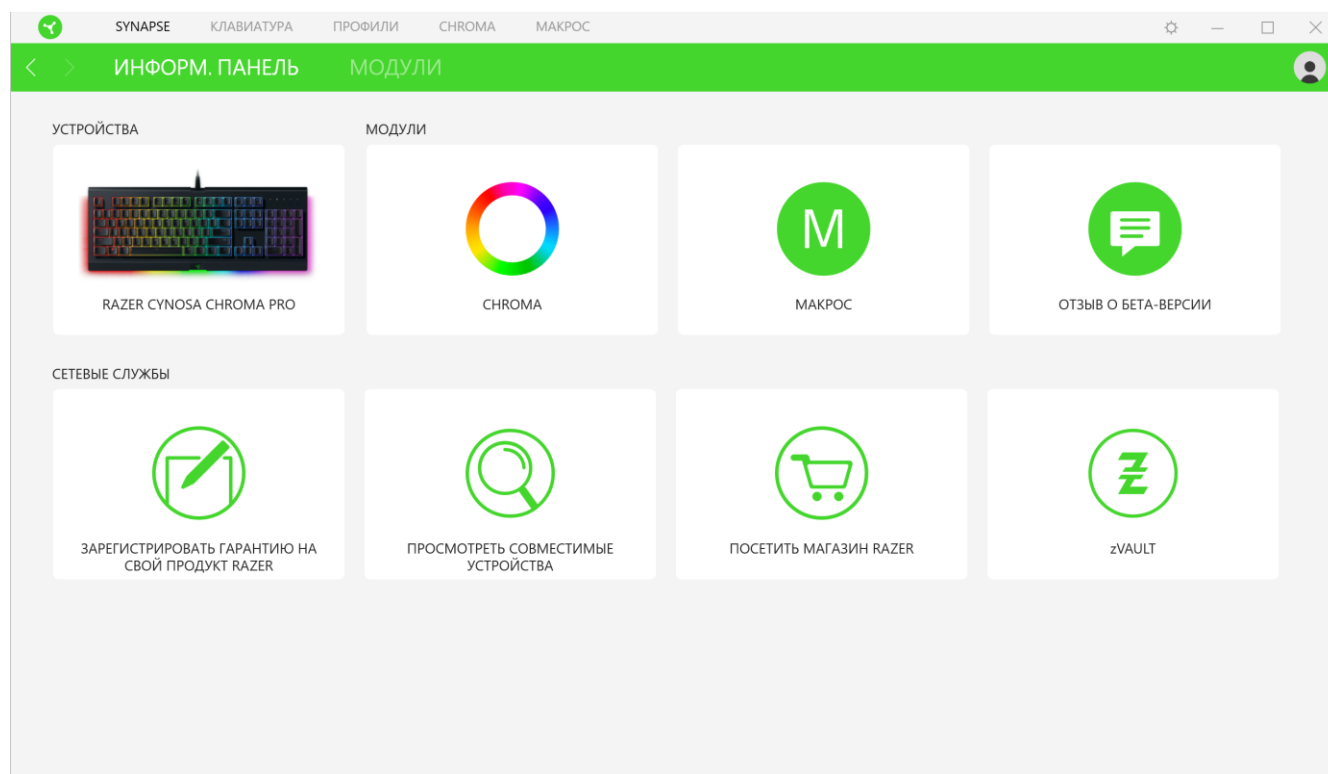 SYNAPSE КЛАВИАТУРА ПРОФИЛИ CHROMA МАКРОС
ИНФОРМ. ПАНЕЛЬ МОДУЛИ
УСТРОЙСТВА МОДУЛИ
M
RAZER CYNOSA CHROMA PRO CHROMA МАКРОС ОТЗЫВ О БЕТА-ВЕРСИИ
СЕТЕВЫЕ СЛУЖБЫ
ЗАРЕГИСТРИРОВАТЬ ГАРАНТИЮ НА ПРОСМОТРЕТЬ СОВМЕСТИМЫЕ ПОСЕТИТЬ МАГАЗИН RAZER zVAULT
СВОЙ ПРОДУКТ RAZER УСТРОЙСТВА